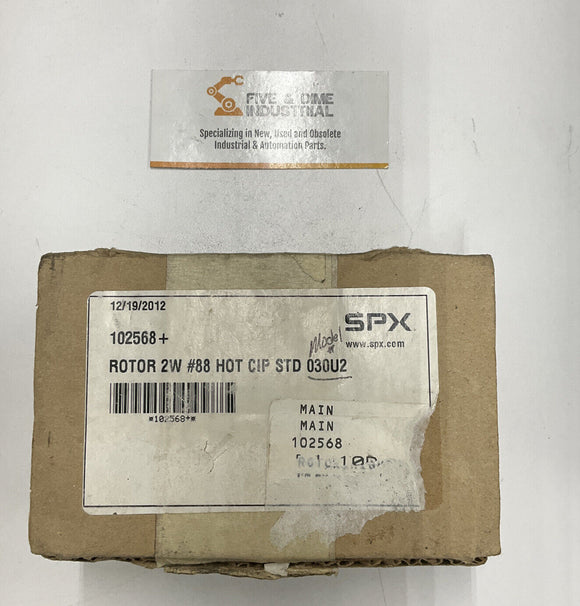 FIVE & DIME
INDUSTRIAL
Specializing in New, Used and Obsolete
Industrial & Automation Parts.
12/19/2012
102568+
SPX
www.spx.com
Model
ROTOR 2W #88 HOT CIP STD 030U2
*102568+*
MAIN
MAIN
102568